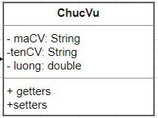 ChucVu
- maCV: String
-tenCV: String
- luong: double
+ getters
+setters